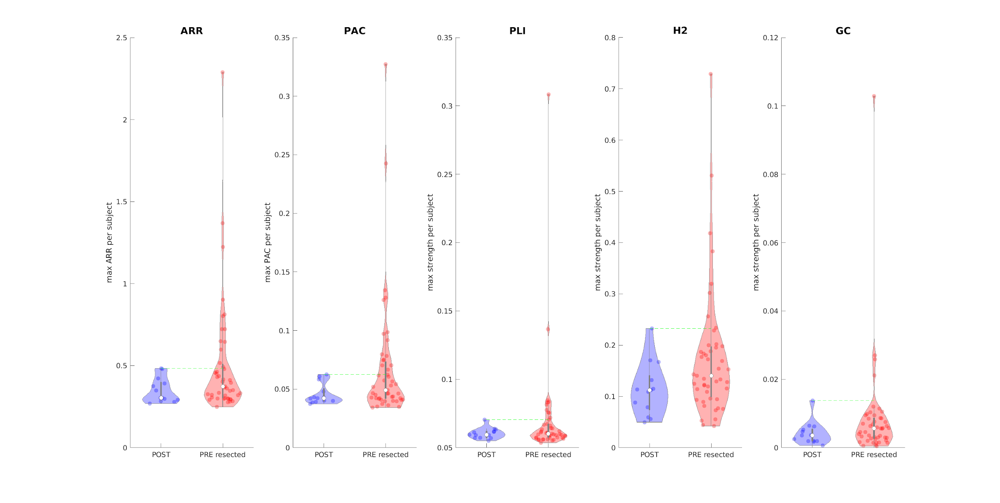 ARR
2.5
2
1.5
1
0.5
0
max ARR per subject
POST
PRE resected
PAC
0.35
0.3
0.25
0.2
0.15
0.1
0.05
0
max PAC per subject
POST
PRE resected
PLI
0.35
0.3
0.25
0.2
0.15
0.1
0.05
max strength per subject
POST
PRE resected
H2
0.8
0.7
0.6
0.5
0.4
0.3
0.2
0.1
0
max strength per subject
POST
PRE resected
GC
0.12
0.1
0.08
0.06
0.04
0.02
0
max strength per subject
POST
PRE resected